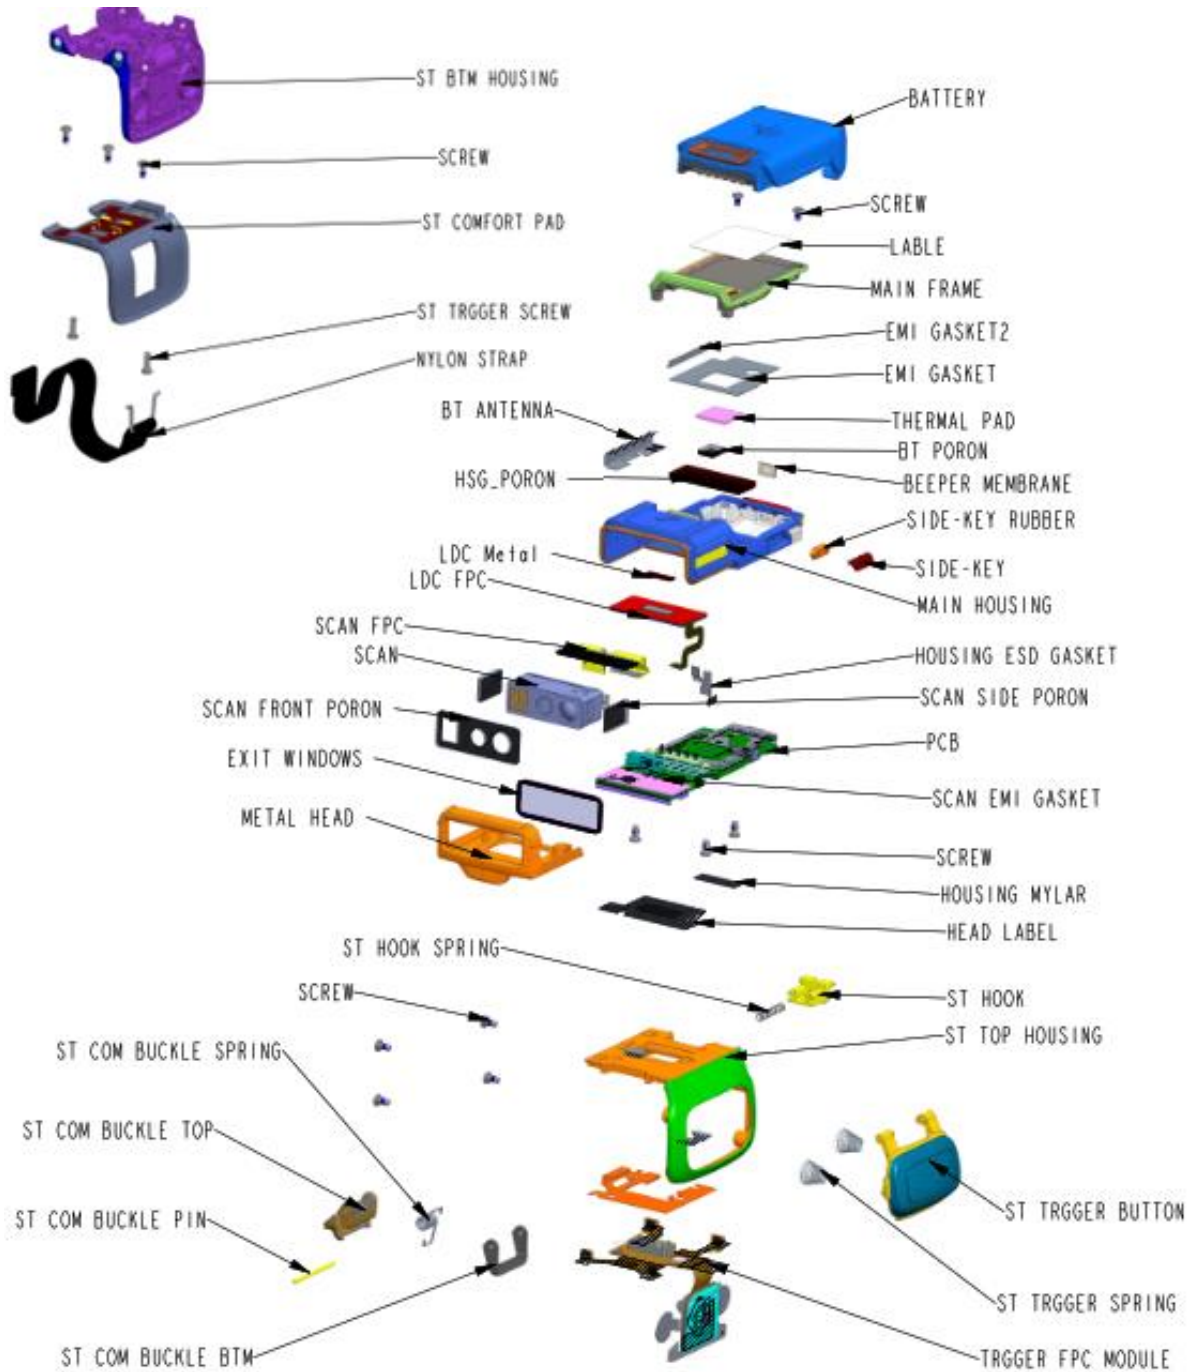 ST BTM HOUSING
BATTERY
SCREW
SCREW
ST COMFORT PAD
LABLE
MAIN FRAME
ST TRGGER SCREW
EMI GASKET2
NYLON STRAP
EMI GASKET
BT ANTENNA
THERMAL PAD
BT PORON
HSG_PORON
BEEPER MEMBRANE
SIDE-KEY RUBBER
LDC Metal
SIDE-KEY
LDC FPC
MAIN HOUSING
SCAN FPC
SCAN
HOUSING ESD GASKET
SCAN SIDE PORON
SCAN FRONT PORON
PCB
EXIT WINDOWS
SCAN EMI GASKET
METAL HEAD
SCREW
HOUSING MYLAR
HEAD LABEL
ST HOOK SPRING
SCREW
ST HOOK
ST TOP HOUSING
ST COM BUCKLE SPRING
ST COM BUCKLE TOP
ST COM BUCKLE PIN
ST TRGGER BUTTON
ST TRGGER SPRING
ST COM BUCKLE BTM
TRGGER FPC MODULE